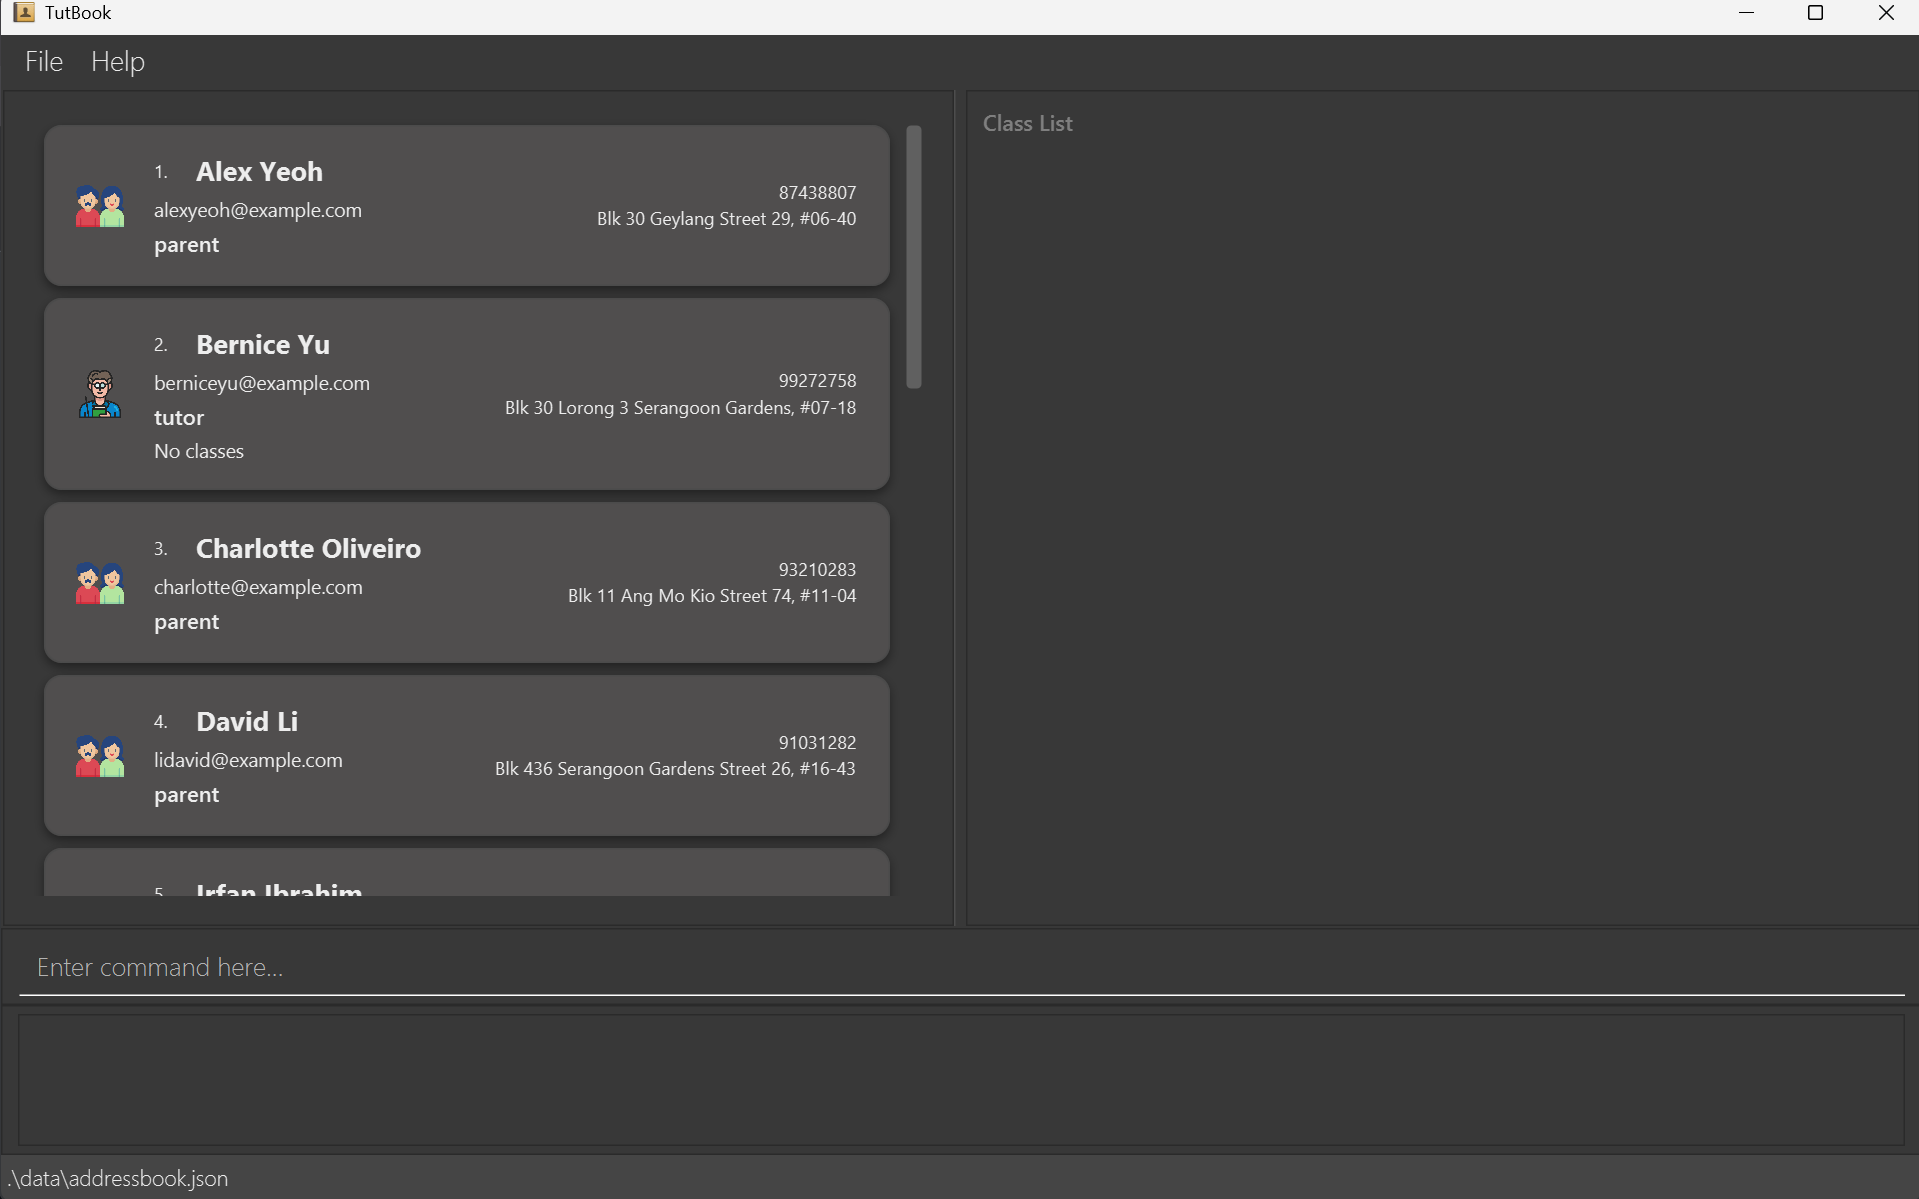 TutBook
File Help
Class List
1. Alex Yeoh
alexyeoh@example.com
parent
87438807
Blk 30 Geylang Street 29, #06-40
2. Bernice Yu
berniceyu@example.com
tutor
No classes
99272758
Blk 30 Lorong 3 Serangoon Gardens, #07-18
3. Charlotte Oliveiro
charlotte@example.com
parent
93210283
Blk 11 Ang Mo Kio Street 74, #11-04
4. David Li
lidavid@example.com
parent
91031282
Blk 436 Serangoon Gardens Street 26, #16-43
5. Irfan Ibrahim
Enter command here...
.\data\addressbook.json